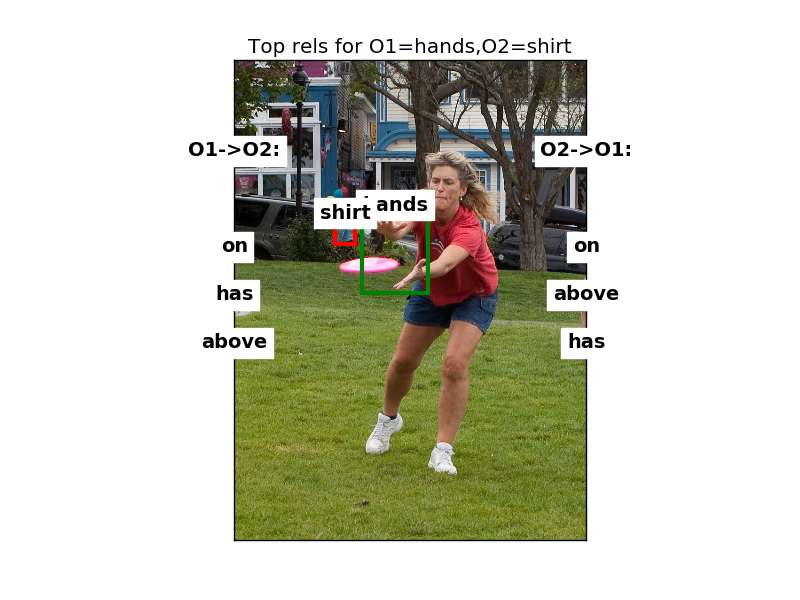 Top rels for O1=hands,O2=shirt
O1->O2:
O2->O1:
ands
shirt
on
on
has
above
above
has